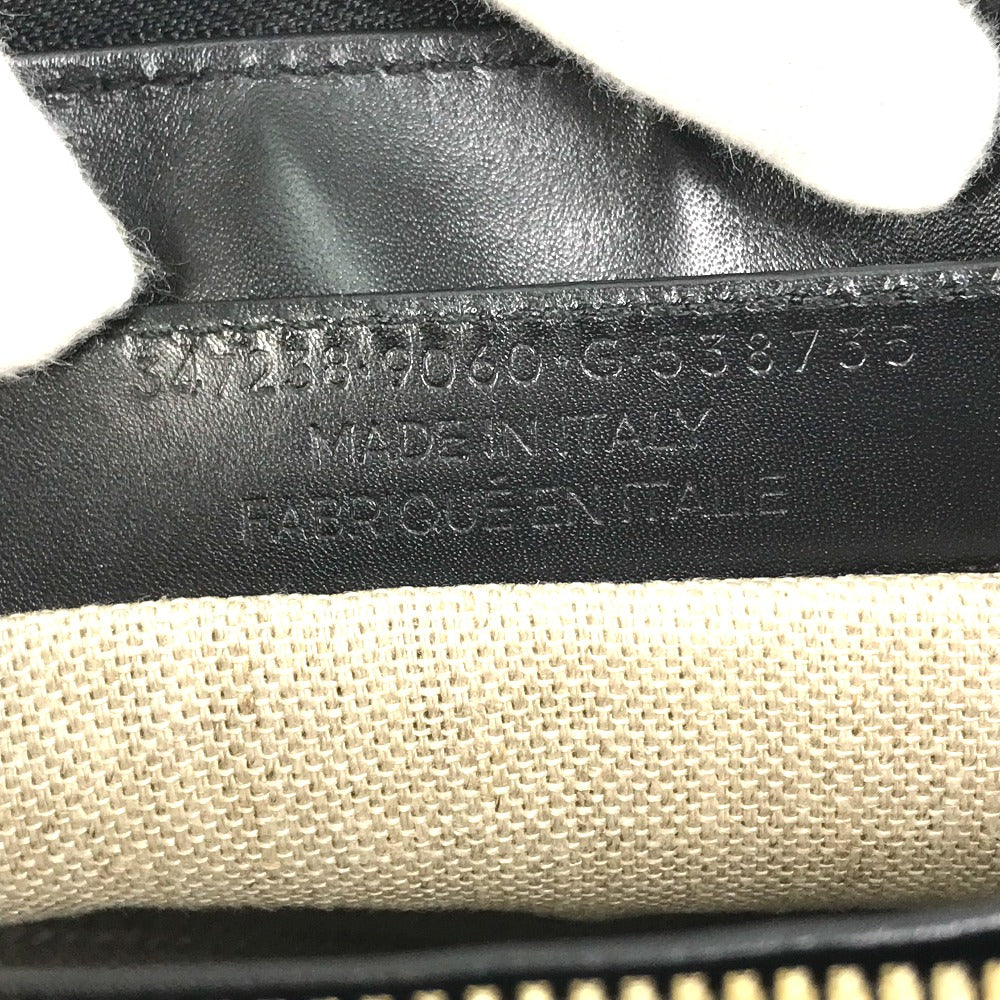 347238·9060·G·538735
MADE IN ITALY
FABRIQUÉ EN ITALIE